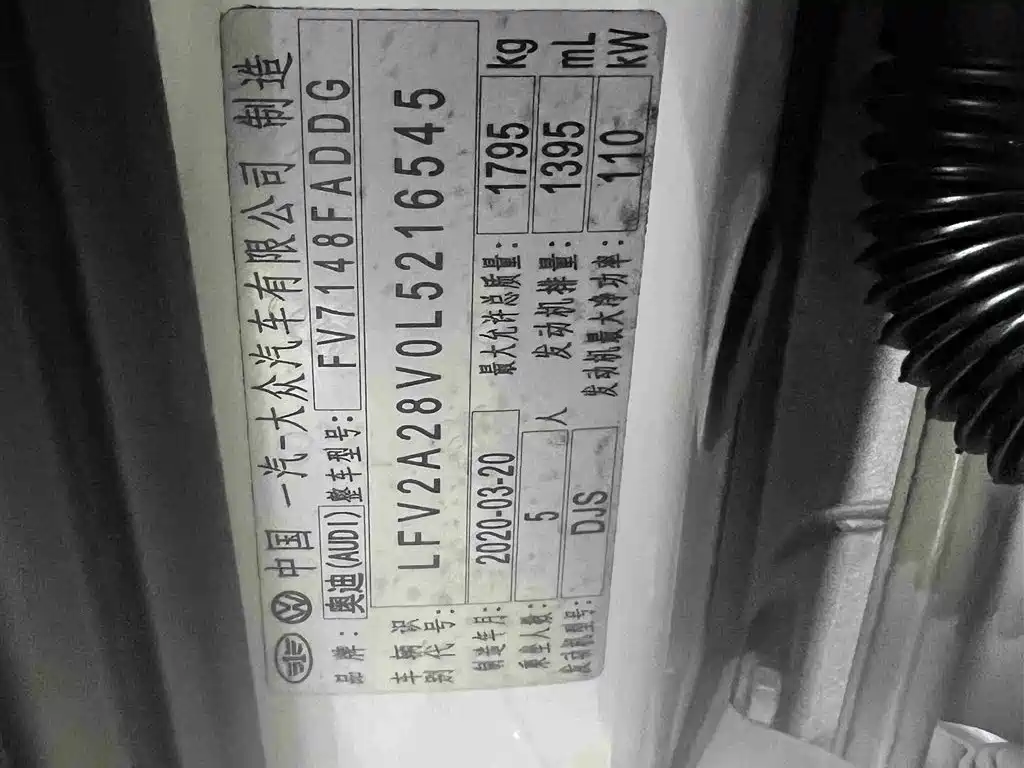 中国 一汽-大众汽车有限公司 制造
品牌: 奥迪(AUDI) 整车型号: FV7148FADDG
车辆识别代号: LFV2A28V0L5216545
制造年月: 2020-03-20 最大允许总质量: 1795 kg
乘坐人数: 5 人 发动机排量: 1395 mL
发动机型号: DJS 发动机最大净功率: 110 kW